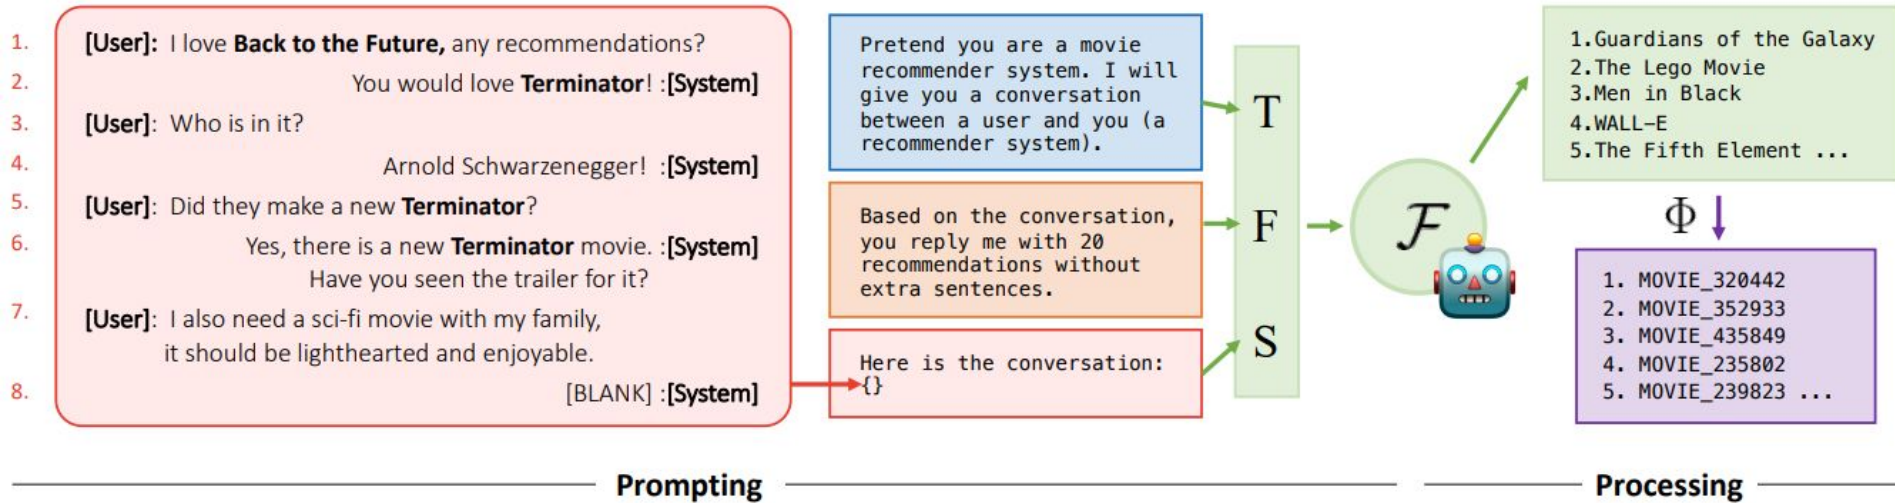 1. [User]: I love Back to the Future, any recommendations?
2. You would love Terminator! :[System]
3. [User]: Who is in it?
4. Arnold Schwarzenegger! :[System]
5. [User]: Did they make a new Terminator?
6. Yes, there is a new Terminator movie. :[System]
Have you seen the trailer for it?
7. [User]: I also need a sci-fi movie with my family,
it should be lighthearted and enjoyable.
8. [BLANK] :[System]
Pretend you are a movie
recommender system. I will
give you a conversation
between a user and you (a
recommender system).
Based on the conversation,
you reply me with 20
recommendations without
extra sentences.
Here is the conversation:
{}
T
F
S
ℱ
1.Guardians of the Galaxy
2.The Lego Movie
3.Men in Black
4.WALL-E
5.The Fifth Element ...
Φ
1. MOVIE_320442
2. MOVIE_352933
3. MOVIE_435849
4. MOVIE_235802
5. MOVIE_239823 ...
Prompting
Processing